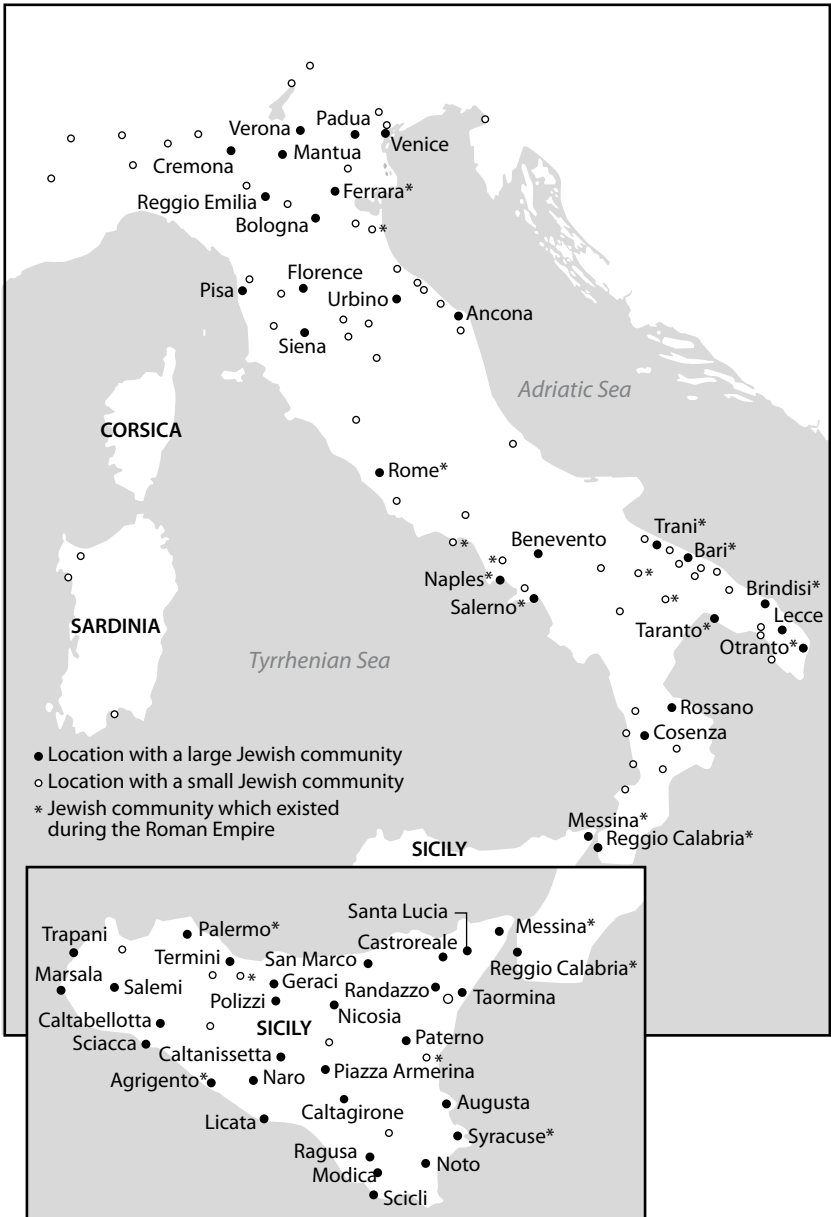 Verona
Padua
Venice
Cremona
Mantua
Reggio Emilia
Ferrara*
Bologna
*
Pisa
Florence
Urbino
Ancona
Siena
Adriatic Sea
CORSICA
Rome*
SARDINIA
Tyrrhenian Sea
*
*
Benevento
Naples*
Salerno*
Trani*
Bari*
*
*
Brindisi*
Lecce
Taranto*
Otranto*
Rossano
Cosenza
Messina*
Reggio Calabria*
SICILY
Location with a large Jewish community
Location with a small Jewish community
* Jewish community which existed
during the Roman Empire
Trapani
Palermo*
Santa Lucia
Messina*
Termini
San Marco
Castroreale
Reggio Calabria*
Marsala
Salemi
*
Geraci
Polizzi
Randazzo
Taormina
Nicosia
Caltabellotta
SICILY
Sciacca
Paterno
*
Caltanissetta
Piazza Armerina
Agrigento*
Naro
Caltagirone
Augusta
Licata
Syracuse*
Ragusa
Modica
Noto
Scicli